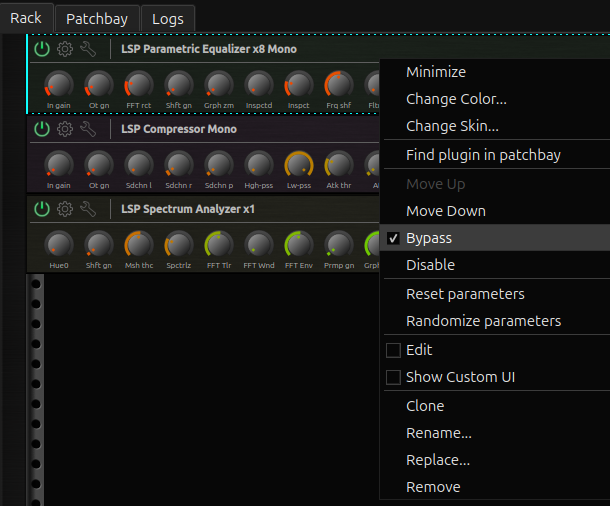 Rack Patchbay Logs
LSP Parametric Equalizer x8 Mono
In gain Ot gn FFT rct Shft gn Grph zm Inspctd Inspct Frq shf
LSP Compressor Mono
In gain Ot gn Sdchn l Sdchn r Sdchn p Hgh-pss Lw-pss Atk thr
LSP Spectrum Analyzer x1
Hue0 Shft gn Msh thc Spctrlz FFT Tlr FFT Wnd FFT Env Prmp gn
Minimize
Change Color...
Change Skin...
Find plugin in patchbay
Move Up
Move Down
Bypass
Disable
Reset parameters
Randomize parameters
Edit
Show Custom UI
Clone
Rename...
Replace...
Remove